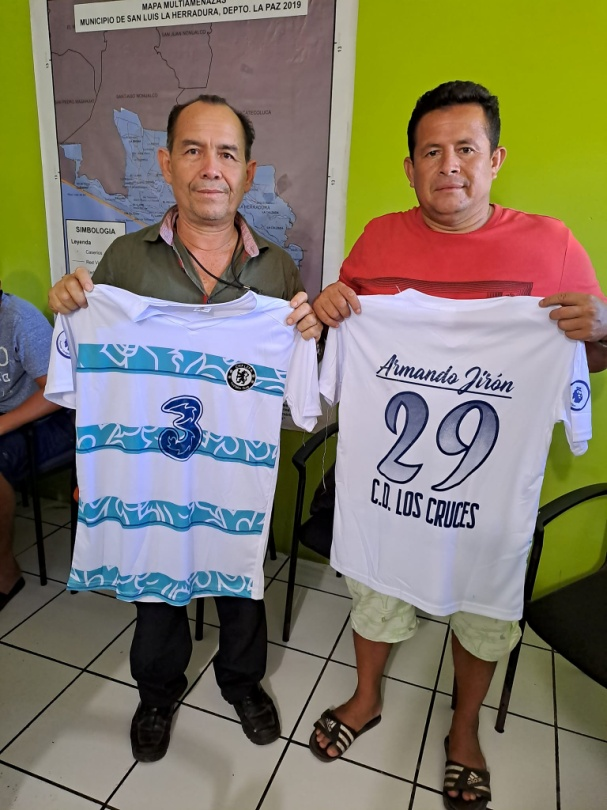 MAPA MULTIAMENAZAS
MUNICIPIO DE SAN LUIS LA HERRADURA, DEPTO. LA PAZ 2019
SIMBOLOGIA
Leyenda
3
Armando Jirón
29
C.D. LOS CRUCES